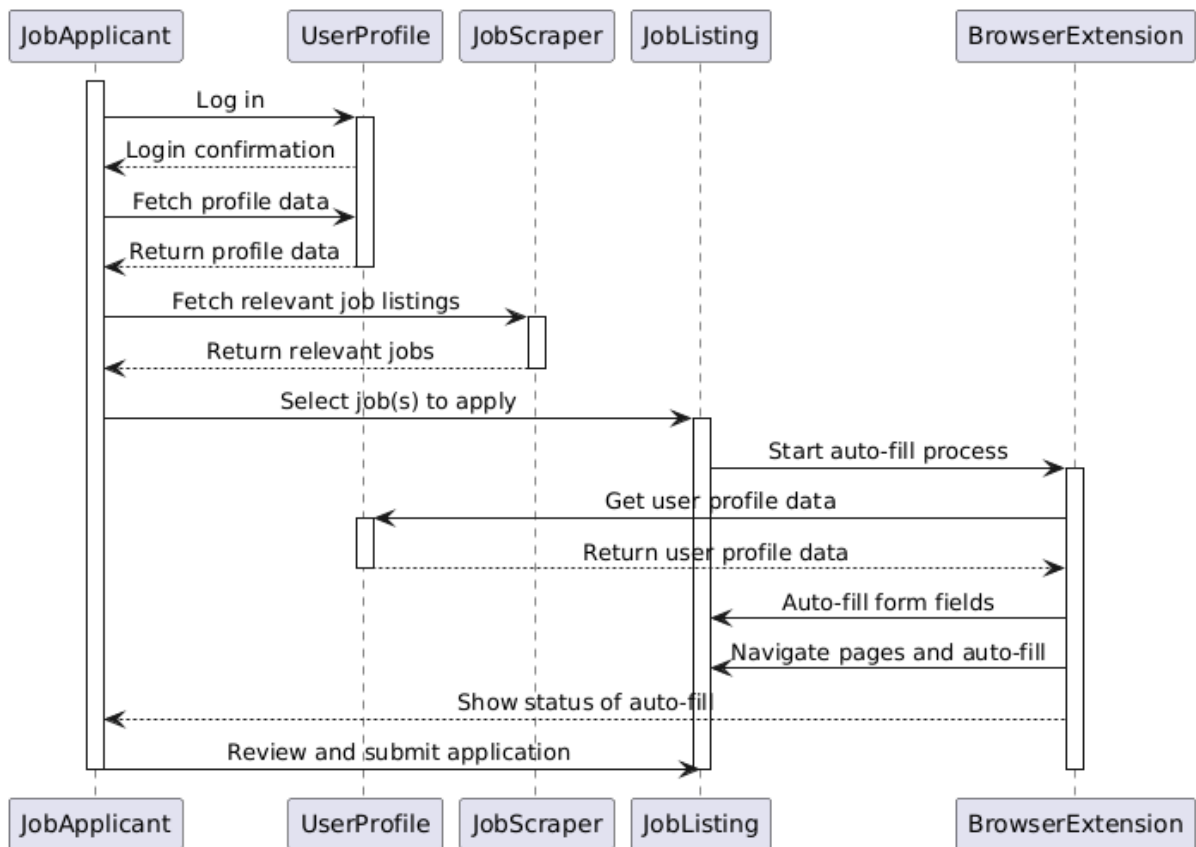 JobApplicant UserProfile JobScraper JobListing BrowserExtension
Log in
Login confirmation
Fetch profile data
Return profile data
Fetch relevant job listings
Return relevant jobs
Select job(s) to apply
Start auto-fill process
Get user profile data
Return user profile data
Auto-fill form fields
Navigate pages and auto-fill
Show status of auto-fill
Review and submit application
JobApplicant UserProfile JobScraper JobListing BrowserExtension